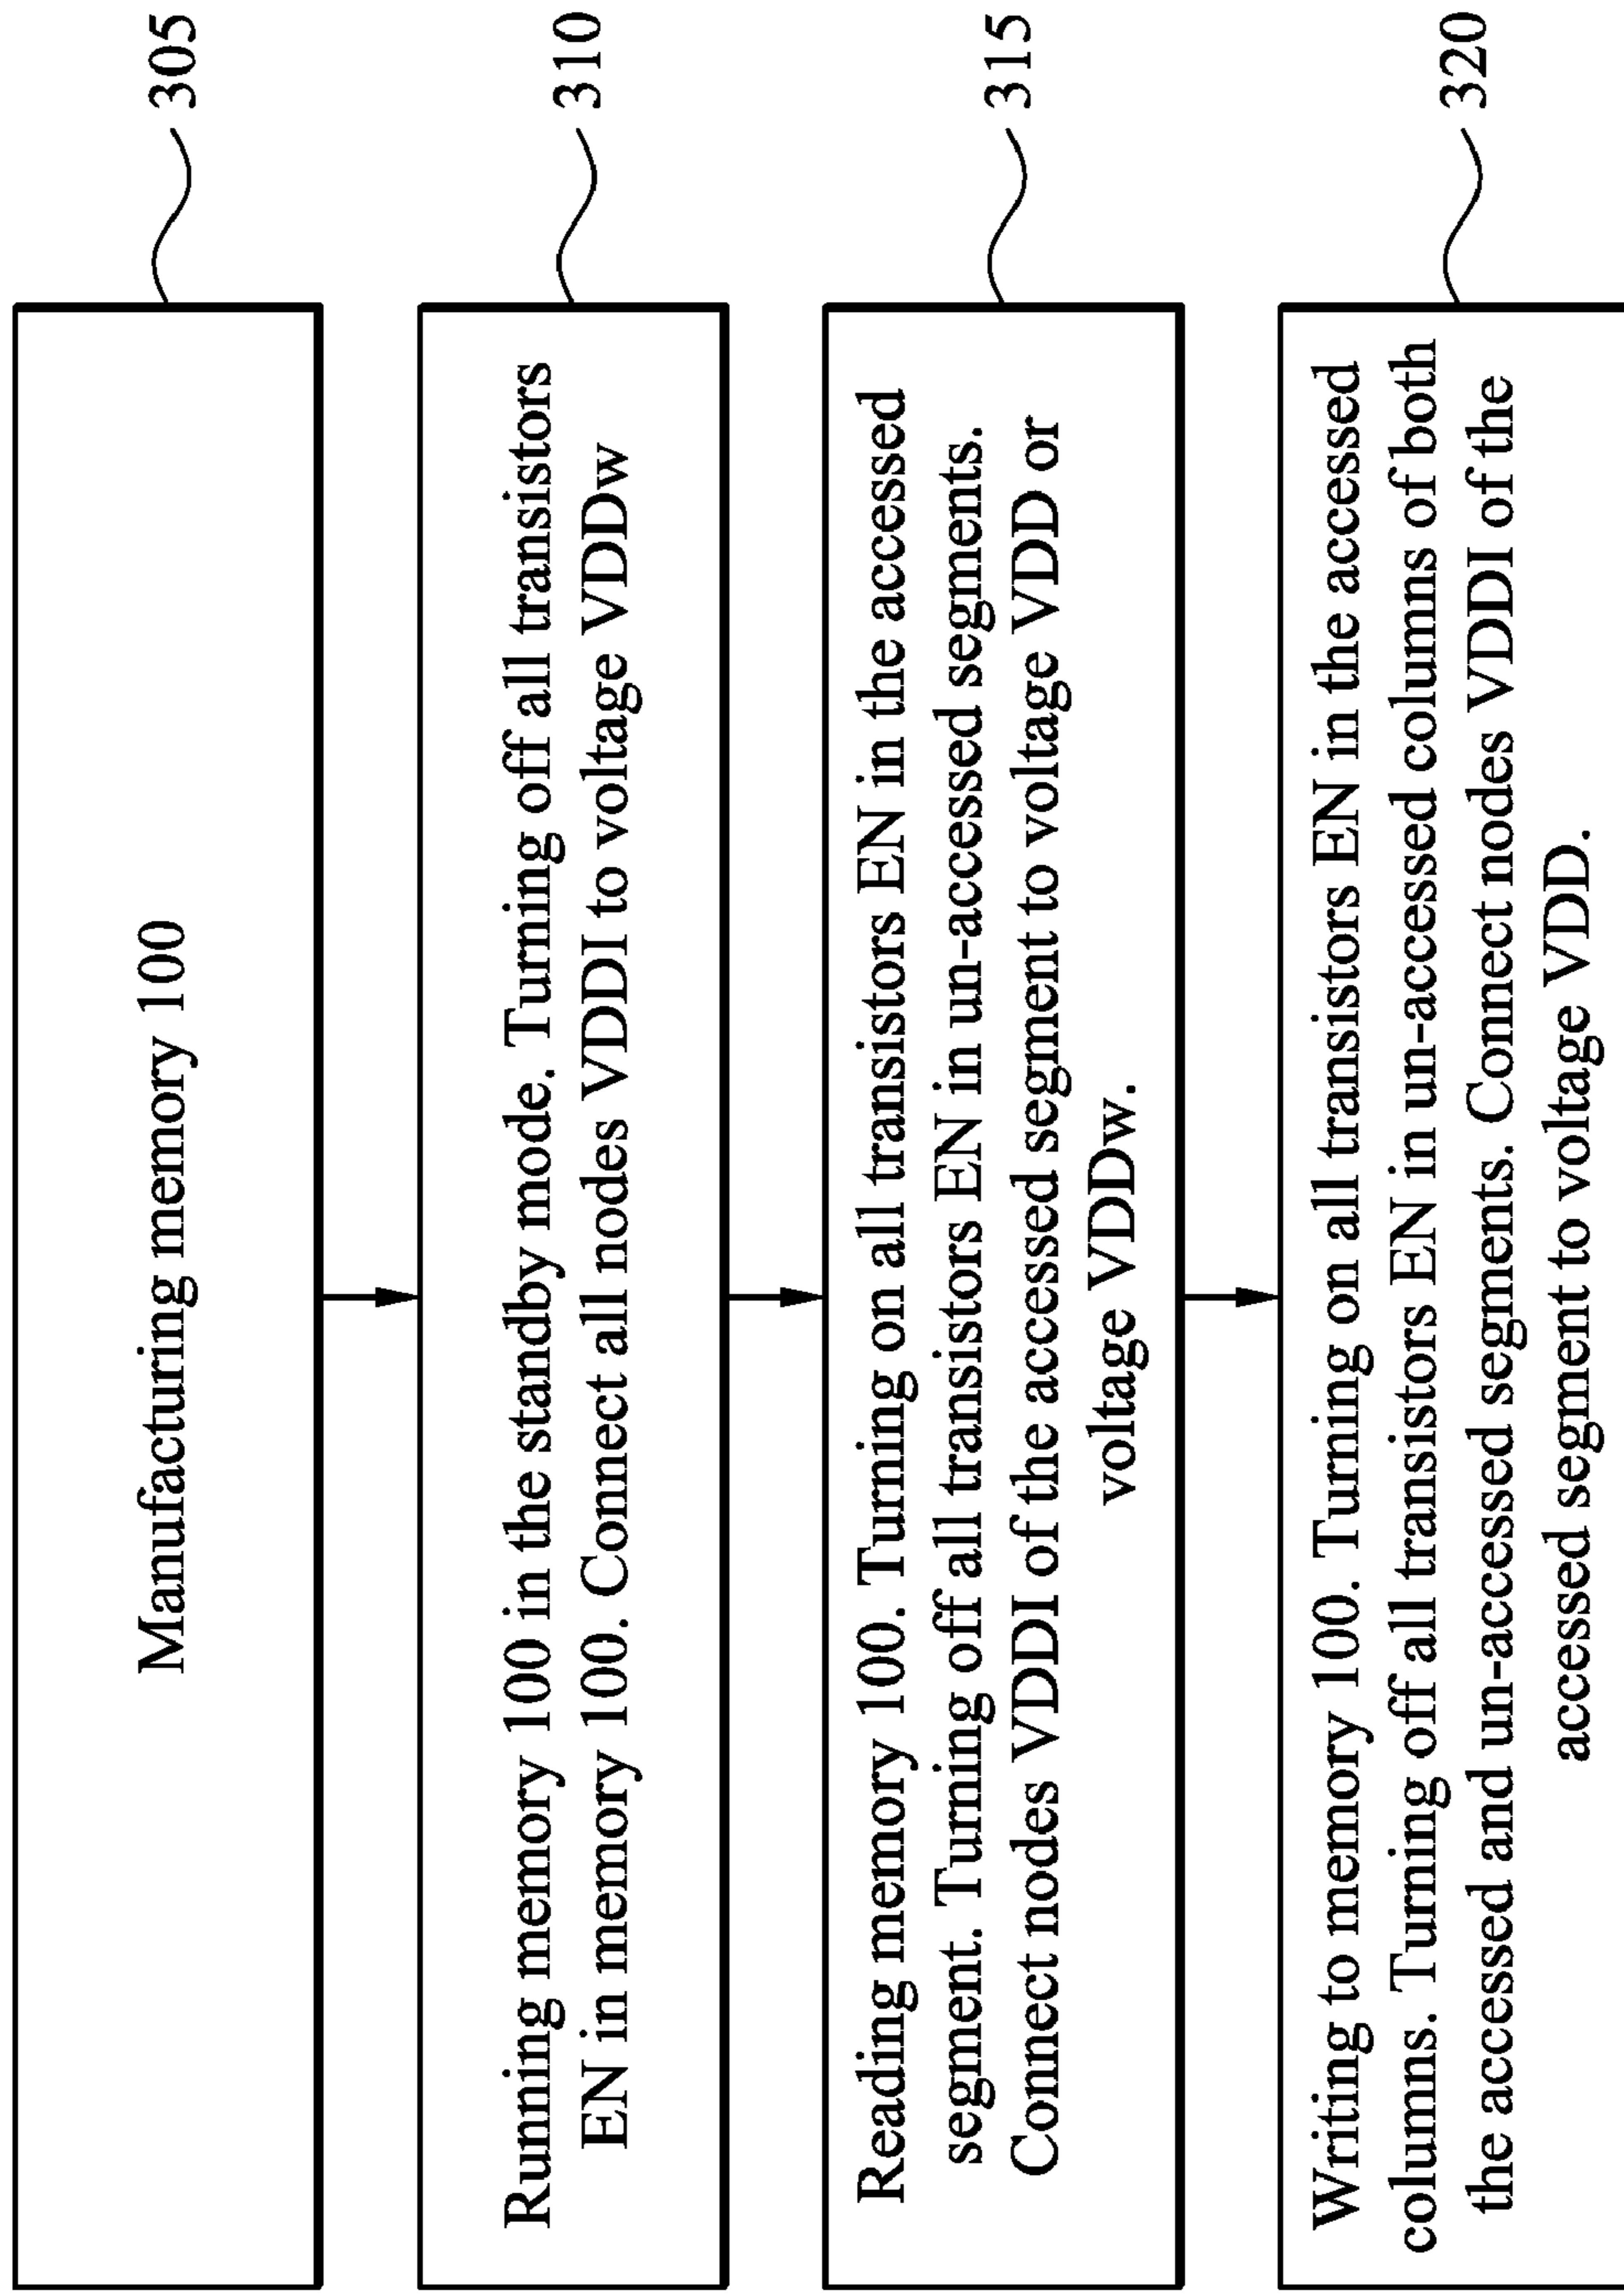 Manufacturing memory 100
305
Running memory 100 in the standby mode. Turning off all transistors
EN in memory 100. Connect all nodes VDDI to voltage VDDw
310
Reading memory 100. Turning on all transistors EN in the accessed
segment. Turning off all transistors EN in un-accessed segments.
Connect nodes VDDI of the accessed segment to voltage VDD or
voltage VDDw.
315
Writing to memory 100. Turning on all transistors EN in the accessed
columns. Turning off all transistors EN in un-accessed columns of both
the accessed and un-accessed segments. Connect nodes VDDI of the
accessed segment to voltage VDD.
320